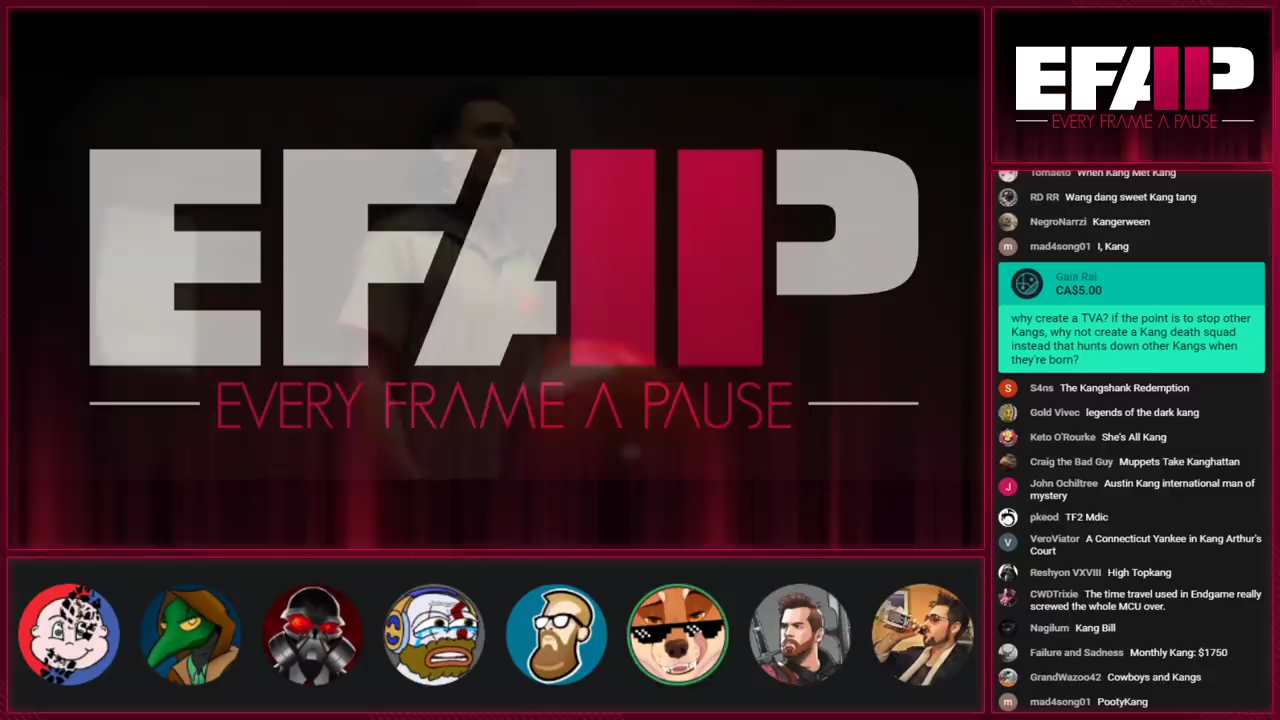 EFAP
EVERY FRAME A PAUSE
EFAP
EVERY FRAME A PAUSE
Tomaeto When Kang Met Kang
RD RR Wang dang sweet Kang tang
NegroNarrzi Kangerween
m mad4song01 I, Kang
Gaia Rai
CA$5.00
why create a TVA? if the point is to stop other
Kangs, why not create a Kang death squad
instead that hunts down other Kangs when
they're born?
S S4ns The Kangshank Redemption
Gold Vivec legends of the dark kang
Keto O'Rourke She's All Kang
Craig the Bad Guy Muppets Take Kanghattan
J John Ochiltree Austin Kang international man of
mystery
pkeod TF2 Mdic
V VeroViator A Connecticut Yankee in Kang Arthur's
Court
Reshyon VXVIII High Topkang
CWDTrixie The time travel used in Endgame really
screwed the whole MCU over.
Nagilum Kang Bill
Failure and Sadness Monthly Kang: $1750
GrandWazoo42 Cowboys and Kangs
m mad4song01 PootyKang